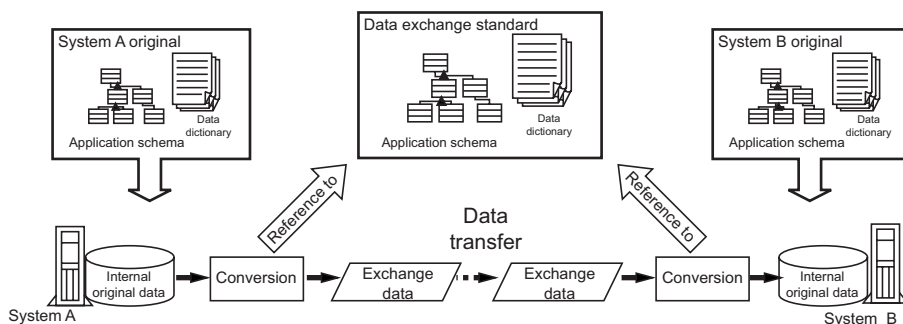 System A original
Data
dictionary
Application schema
Data exchange standard
Data
dictionary
Application schema
System B original
Data
dictionary
Application schema
Reference to
Reference to
Data
transfer
Internal
original data
System A
Conversion
Exchange
data
Exchange
data
Conversion
Internal
original data
System B